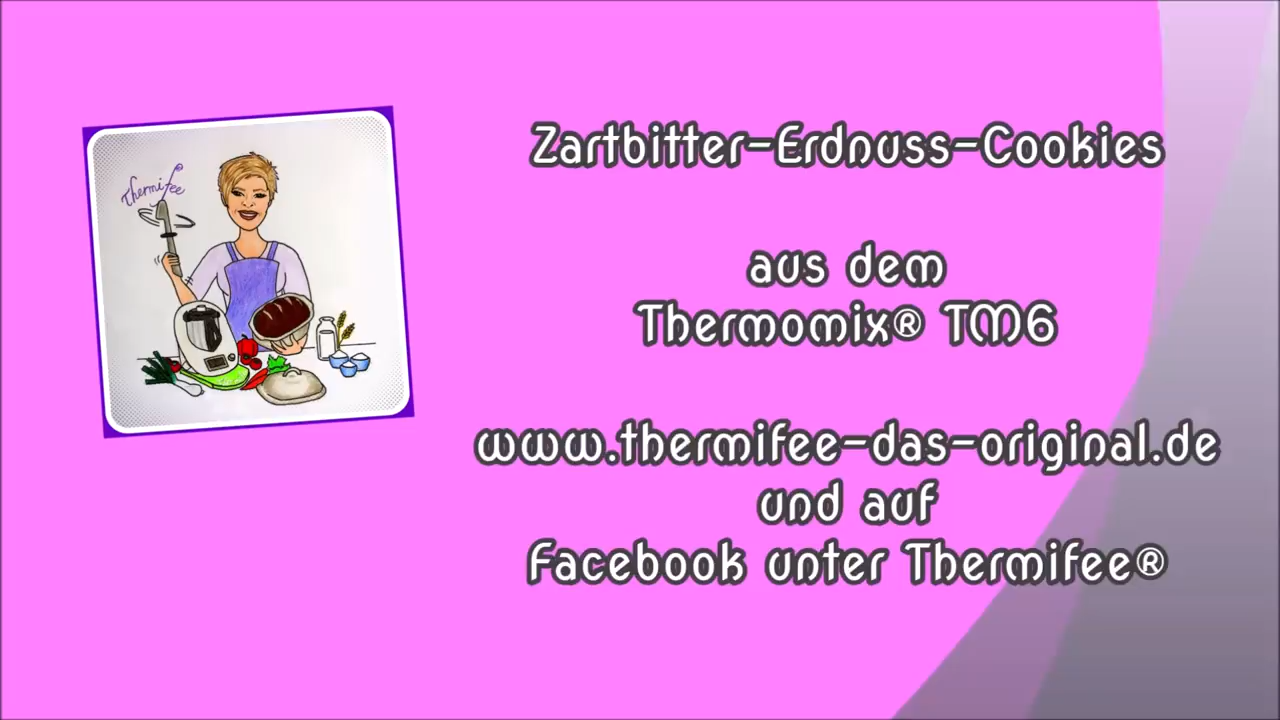 Thermifee
Zartbitter-Erdnuss-Cookies
aus dem
Thermomix® TM6
www.thermifee-das-original.de
und auf
Facebook unter Thermifee®